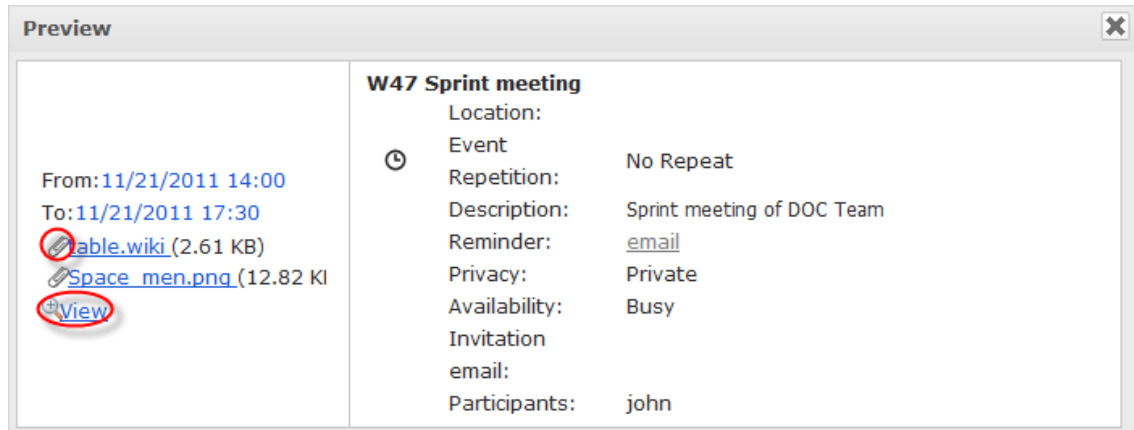 Preview
From:11/21/2011 14:00
To:11/21/2011 17:30
table.wiki (2.61 KB)
Space_men.png (12.82 KI
View
W47 Sprint meeting
Location:
Event
Repetition: No Repeat
Description: Sprint meeting of DOC Team
Reminder: email
Privacy: Private
Availability: Busy
Invitation
email:
Participants: john